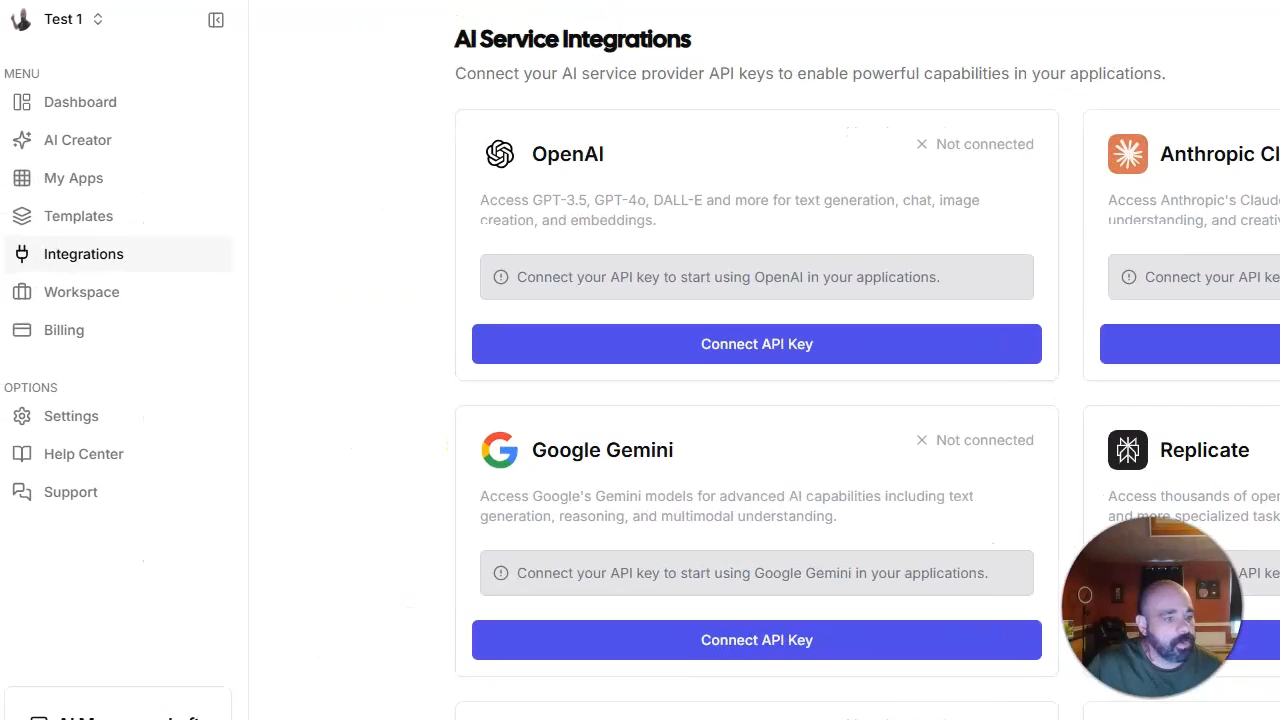 Test 1
MENU
Dashboard
AI Creator
My Apps
Templates
Integrations
Workspace
Billing
OPTIONS
Settings
Help Center
Support
AI Service Integrations
Connect your AI service provider API keys to enable powerful capabilities in your applications.
OpenAI
Not connected
Access GPT-3.5, GPT-4o, DALL-E and more for text generation, chat, image
creation, and embeddings.
Connect your API key to start using OpenAI in your applications.
Connect API Key
Anthropic Cl
Access Anthropic's Claude
understanding, and creativ
Connect your API ke
Google Gemini
Not connected
Access Google's Gemini models for advanced AI capabilities including text
generation, reasoning, and multimodal understanding.
Connect your API key to start using Google Gemini in your applications.
Connect API Key
Replicate
Access thousands of open
and more specialized task
API ke